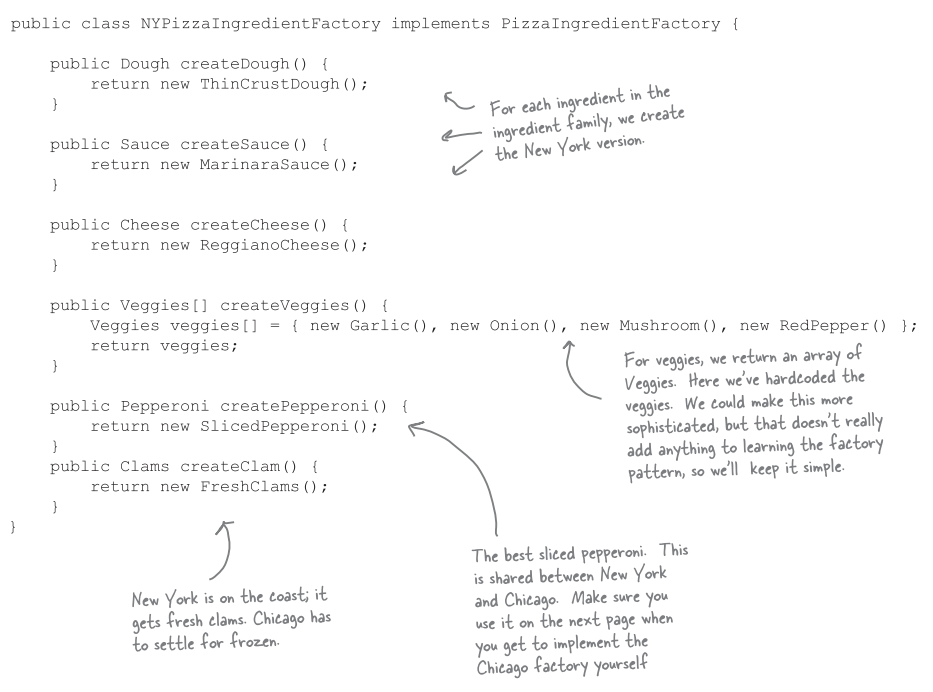 public class NYPizzaIngredientFactory implements PizzaIngredientFactory {
public Dough createDough() {
return new ThinCrustDough();
}
For each ingredient in the
ingredient family, we create
the New York version.
public Sauce createSauce() {
return new MarinaraSauce();
}
public Cheese createCheese() {
return new ReggianoCheese();
}
public Veggies[] createVeggies() {
Veggies veggies[] = { new Garlic(), new Onion(), new Mushroom(), new RedPepper() };
return veggies;
}
For veggies, we return an array of
Veggies. Here we've hardcoded the
veggies. We could make this more
sophisticated, but that doesn't really
add anything to learning the factory
pattern, so we'll keep it simple.
public Pepperoni createPepperoni() {
return new SlicedPepperoni();
}
public Clams createClam() {
return new FreshClams();
}
}
The best sliced pepperoni. This
is shared between New York
and Chicago. Make sure you
use it on the next page when
you get to implement the
Chicago factory yourself
New York is on the coast; it
gets fresh clams. Chicago has
to settle for frozen.